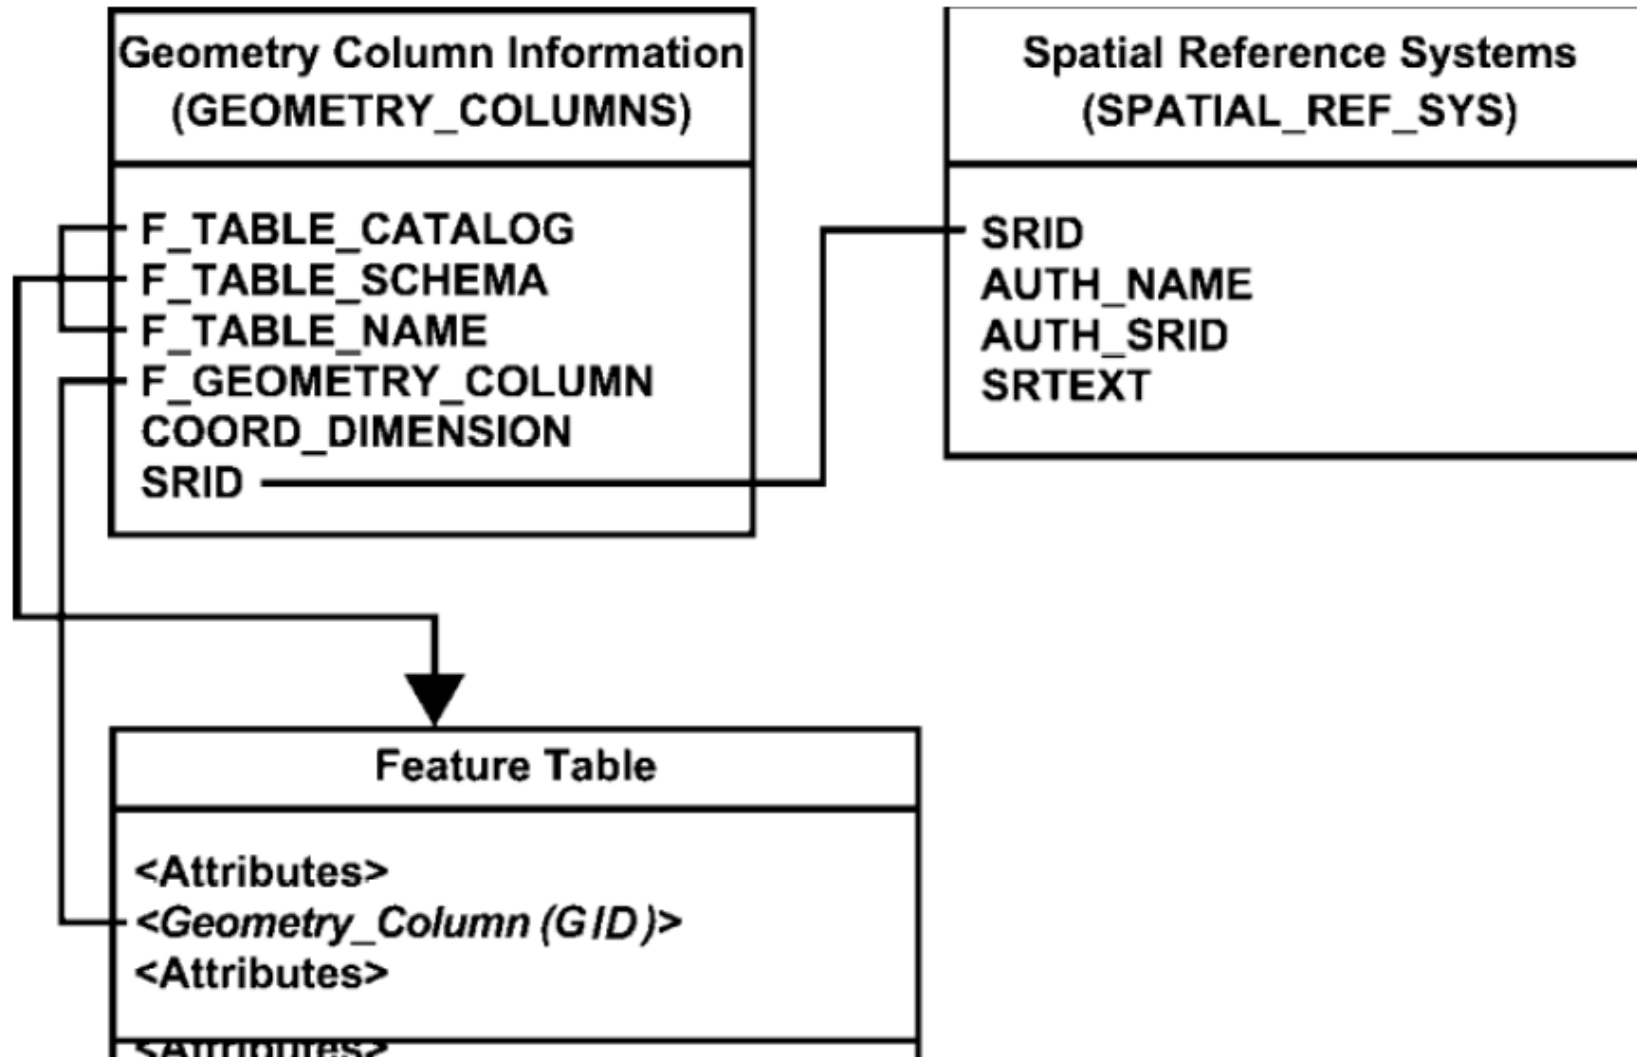 Geometry Column Information
(GEOMETRY_COLUMNS)
F_TABLE_CATALOG
F_TABLE_SCHEMA
F_TABLE_NAME
F_GEOMETRY_COLUMN
COORD_DIMENSION
SRID
Spatial Reference Systems
(SPATIAL_REF_SYS)
SRID
AUTH_NAME
AUTH_SRID
SRTEXT
Feature Table
<Attributes>
<Geometry_Column (GID)>
<Attributes>
<Attributes>